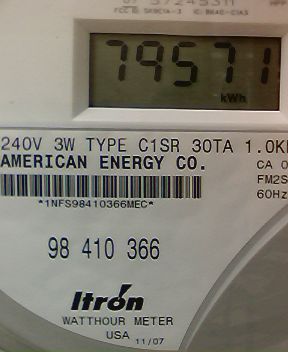 79571
kWh
240V 3W TYPE C1SR 30TA 1.0K
AMERICAN ENERGY CO.
CA 0
FM2S
60Hz
*1NFS98410366MEC*
98 410 366
Itron
WATTHOUR METER
USA 11/07